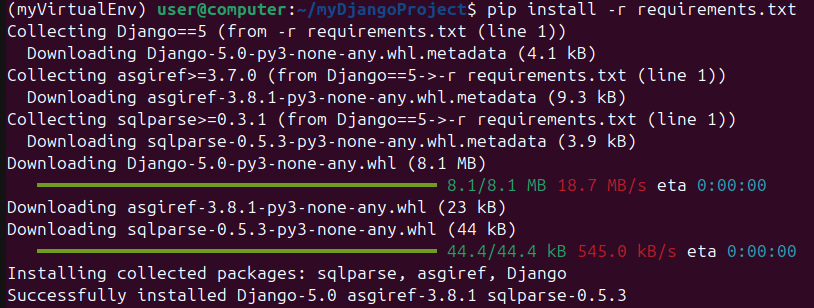 (myVirtualEnv) user@computer:~/myDjangoProject$ pip install -r requirements.txt
Collecting Django==5 (from -r requirements.txt (line 1))
  Downloading Django-5.0-py3-none-any.whl.metadata (4.1 kB)
Collecting asgiref>=3.7.0 (from Django==5->-r requirements.txt (line 1))
  Downloading asgiref-3.8.1-py3-none-any.whl.metadata (9.3 kB)
Collecting sqlparse>=0.3.1 (from Django==5->-r requirements.txt (line 1))
  Downloading sqlparse-0.5.3-py3-none-any.whl.metadata (3.9 kB)
Downloading Django-5.0-py3-none-any.whl (8.1 MB)
8.1/8.1 MB 18.7 MB/s eta 0:00:00
Downloading asgiref-3.8.1-py3-none-any.whl (23 kB)
Downloading sqlparse-0.5.3-py3-none-any.whl (44 kB)
44.4/44.4 kB 545.0 kB/s eta 0:00:00
Installing collected packages: sqlparse, asgiref, Django
Successfully installed Django-5.0 asgiref-3.8.1 sqlparse-0.5.3